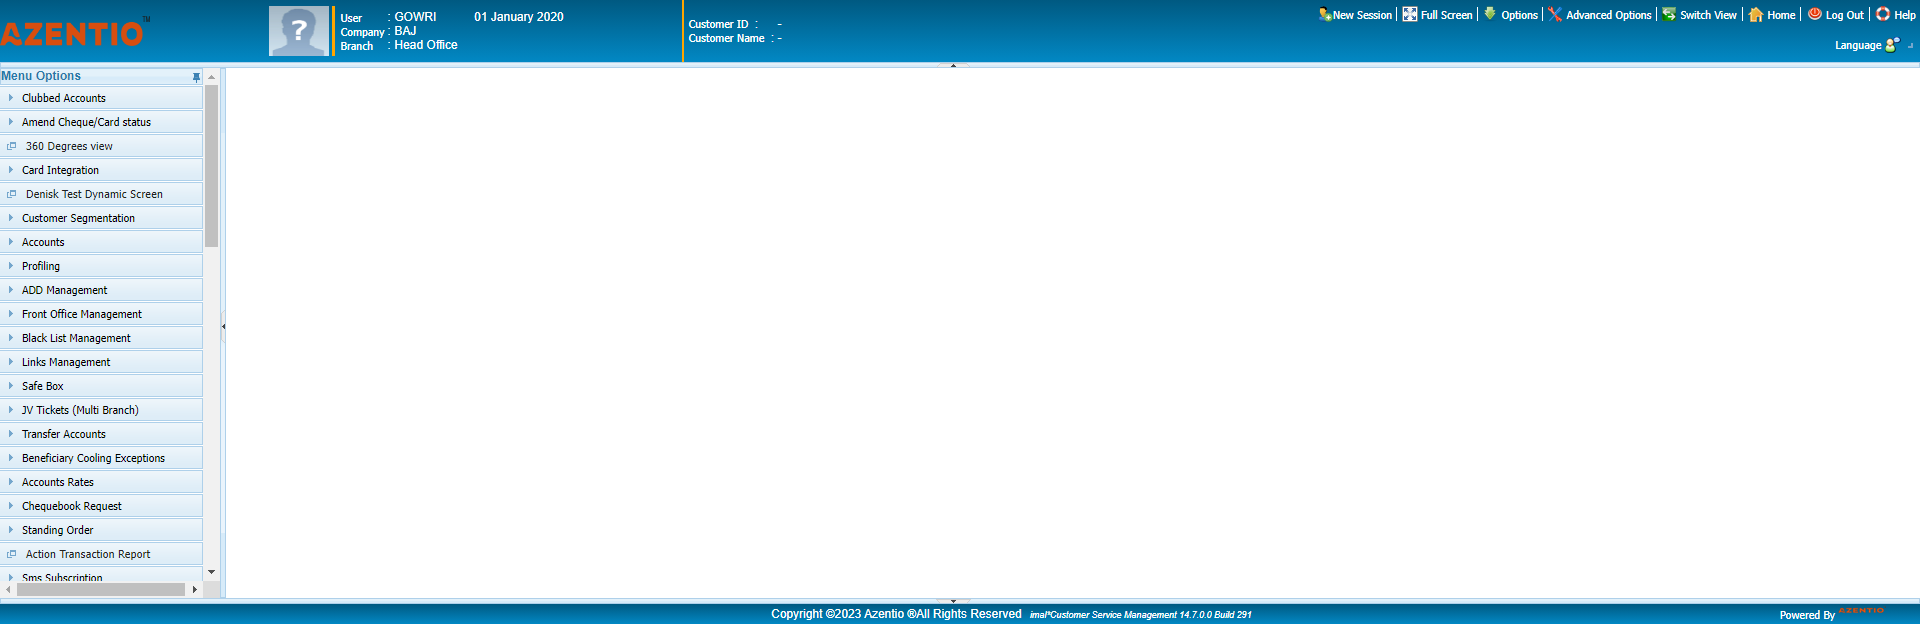 AZENTIO™
User : GOWRI 01 January 2020
Company : BAJ
Branch : Head Office
Customer ID : -
Customer Name : -
New Session Full Screen Options Advanced Options Switch View Home Log Out Help
Language
Menu Options
Clubbed Accounts
Amend Cheque/Card status
360 Degrees view
Card Integration
Denisk Test Dynamic Screen
Customer Segmentation
Accounts
Profiling
ADD Management
Front Office Management
Black List Management
Links Management
Safe Box
JV Tickets (Multi Branch)
Transfer Accounts
Beneficiary Cooling Exceptions
Accounts Rates
Chequebook Request
Standing Order
Action Transaction Report
Sms Subscription
Copyright ©2023 Azentio ®All Rights Reserved imal*Customer Service Management 14.7.0.0 Build 291
Powered By AZENTIO